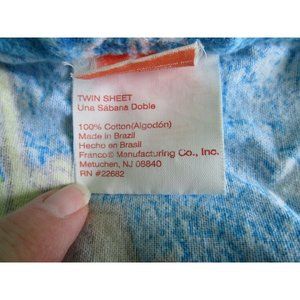 TWIN SHEET
Una Sabana Doble
100% Cotton(Algodón)
Made in Brazil
Hecho en Brasil
Franco® Manufacturing Co., Inc.
Metuchen, NJ 08840
RN #22682